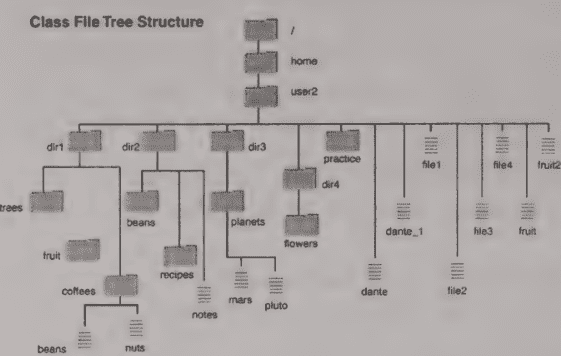 Class File Tree Structure
/
home
user2
dir1
dir2
dir3
practice
file1
file4
fruit2
dir4
trees
beans
planets
dante_1
file3
fruit
fruit
recipes
flowers
coffees
notes
mars
pluto
dante
file2
beans
nuts